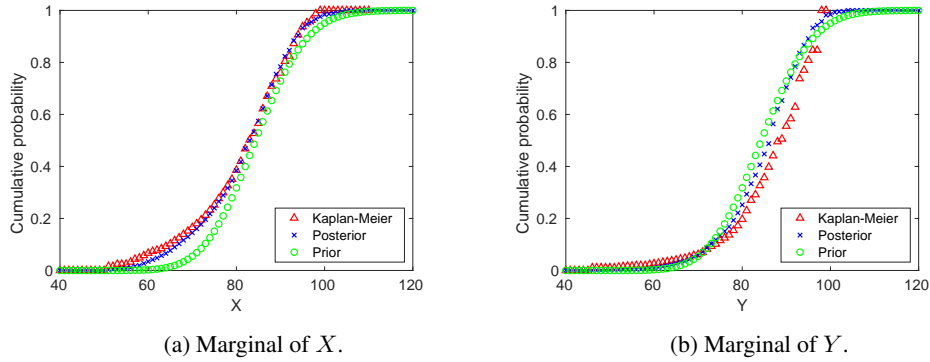 1
0.8
0.6
0.4
0.2
0
Cumulative probability
40 60 80 100 120
X
Kaplan-Meier
Posterior
Prior
(a) Marginal of X.
1
0.8
0.6
0.4
0.2
0
Cumulative probability
40 60 80 100 120
Y
Kaplan-Meier
Posterior
Prior
(b) Marginal of Y.